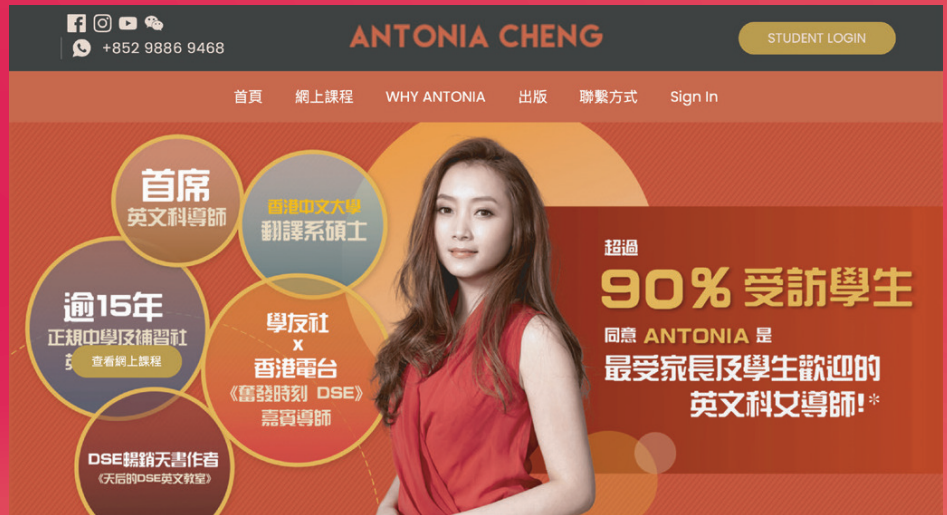 +852 9886 9468
ANTONIA CHENG
STUDENT LOGIN
首頁
網上課程
WHY ANTONIA
出版
聯繫方式
Sign In
首席
英文科導師
香港中文大學
翻譯系碩士
逾15年
正規中學及補習社
查看網上課程
學友社
x
香港電台
《奮發時刻 DSE》
嘉賓導師
DSE暢銷天書作者
《天后的DSE英文教室》
超過
90% 受訪學生
同意 ANTONIA 是
最受家長及學生歡迎的
英文科女導師!*